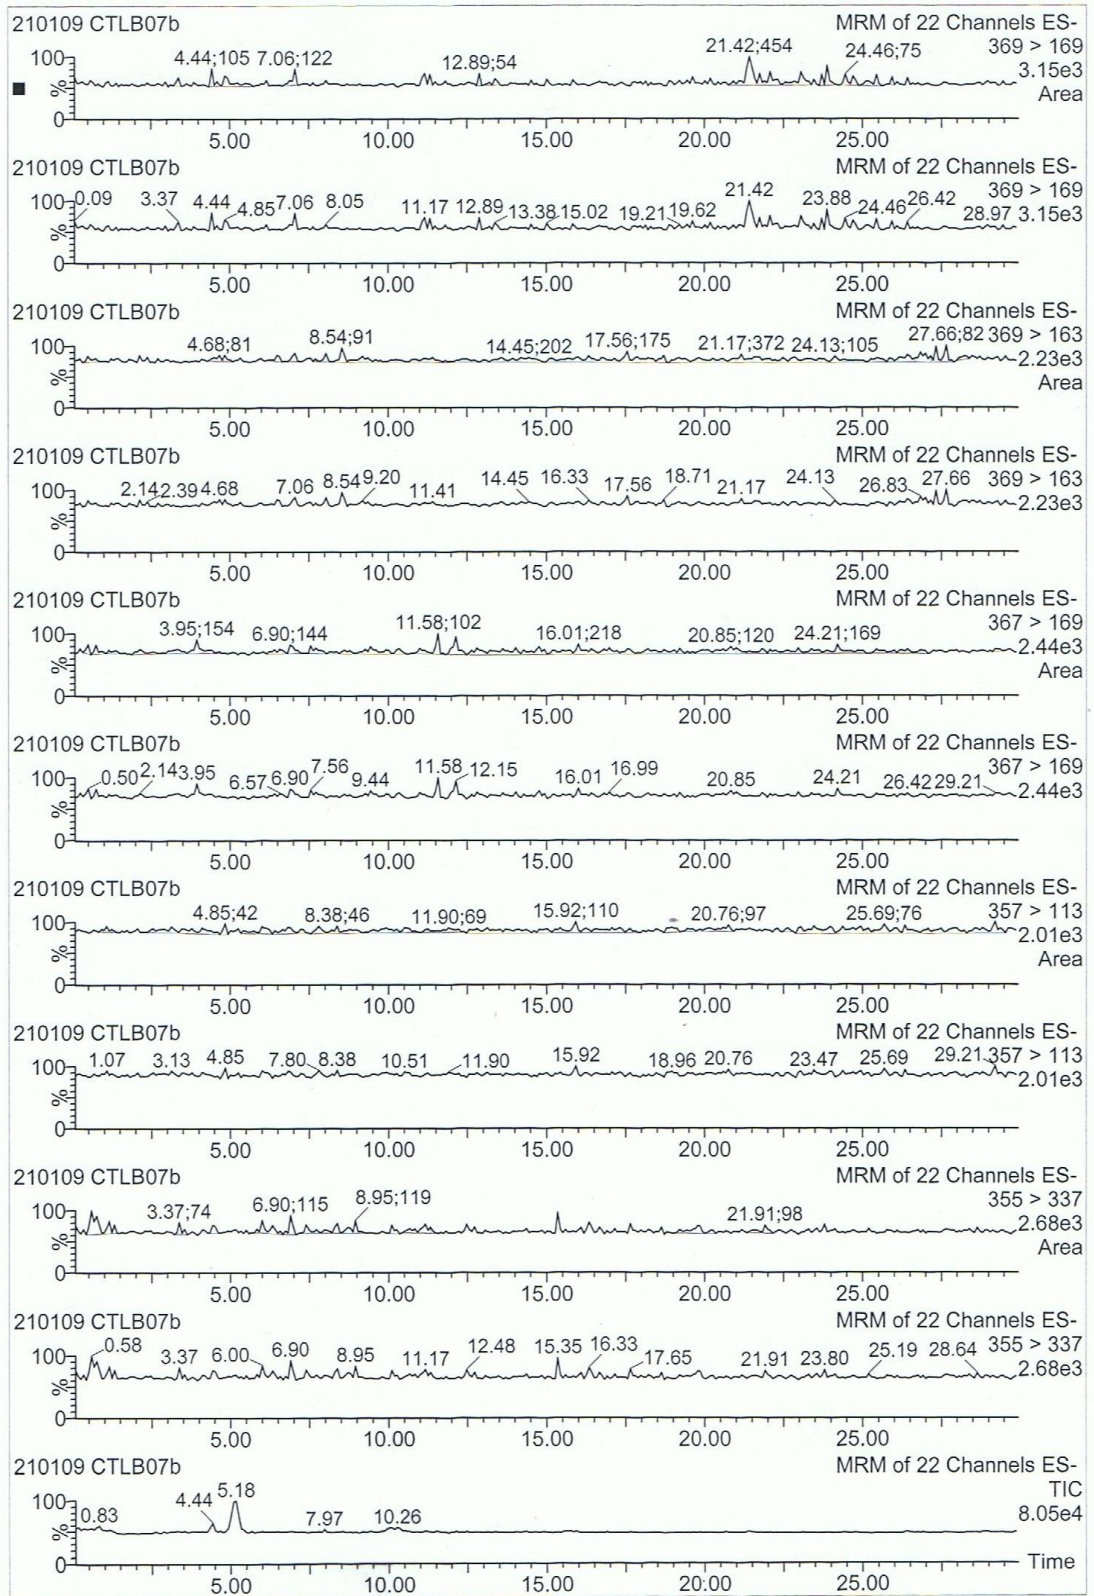 210109 CTLB07b MRM of 22 Channels ES-
369 > 169
3.15e3
Area
100
%
0
4.44;105 7.06;122 12.89;54 21.42;454 24.46;75
5.00 10.00 15.00 20.00 25.00
210109 CTLB07b MRM of 22 Channels ES-
369 > 169
3.15e3
100
%
0
0.09 3.37 4.44 4.85 7.06 8.05 11.17 12.89 13.38 15.02 19.21 19.62 21.42 23.88 24.46 26.42 28.97
5.00 10.00 15.00 20.00 25.00
210109 CTLB07b MRM of 22 Channels ES-
369 > 163
2.23e3
Area
100
%
0
4.68;81 8.54;91 14.45;202 17.56;175 21.17;372 24.13;105 27.66;82
5.00 10.00 15.00 20.00 25.00
210109 CTLB07b MRM of 22 Channels ES-
369 > 163
2.23e3
100
%
0
2.14 2.39 4.68 7.06 8.54 9.20 11.41 14.45 16.33 17.56 18.71 21.17 24.13 26.83 27.66
5.00 10.00 15.00 20.00 25.00
210109 CTLB07b MRM of 22 Channels ES-
367 > 169
2.44e3
Area
100
%
0
3.95;154 6.90;144 11.58;102 16.01;218 20.85;120 24.21;169
5.00 10.00 15.00 20.00 25.00
210109 CTLB07b MRM of 22 Channels ES-
367 > 169
2.44e3
100
%
0
0.50 2.14 3.95 6.57 6.90 7.56 9.44 11.58 12.15 16.01 16.99 20.85 24.21 26.42 29.21
5.00 10.00 15.00 20.00 25.00
210109 CTLB07b MRM of 22 Channels ES-
357 > 113
2.01e3
Area
100
%
0
4.85;42 8.38;46 11.90;69 15.92;110 20.76;97 25.69;76
5.00 10.00 15.00 20.00 25.00
210109 CTLB07b MRM of 22 Channels ES-
357 > 113
2.01e3
100
%
0
1.07 3.13 4.85 7.80 8.38 10.51 11.90 15.92 18.96 20.76 23.47 25.69 29.21
5.00 10.00 15.00 20.00 25.00
210109 CTLB07b MRM of 22 Channels ES-
355 > 337
2.68e3
Area
100
%
0
3.37;74 6.90;115 8.95;119 21.91;98
5.00 10.00 15.00 20.00 25.00
210109 CTLB07b MRM of 22 Channels ES-
355 > 337
2.68e3
100
%
0
0.58 3.37 6.00 6.90 8.95 11.17 12.48 15.35 16.33 17.65 21.91 23.80 25.19 28.64
5.00 10.00 15.00 20.00 25.00
210109 CTLB07b MRM of 22 Channels ES-
TIC
8.05e4
100
%
0
0.83 4.44 5.18 7.97 10.26
Time
5.00 10.00 15.00 20.00 25.00